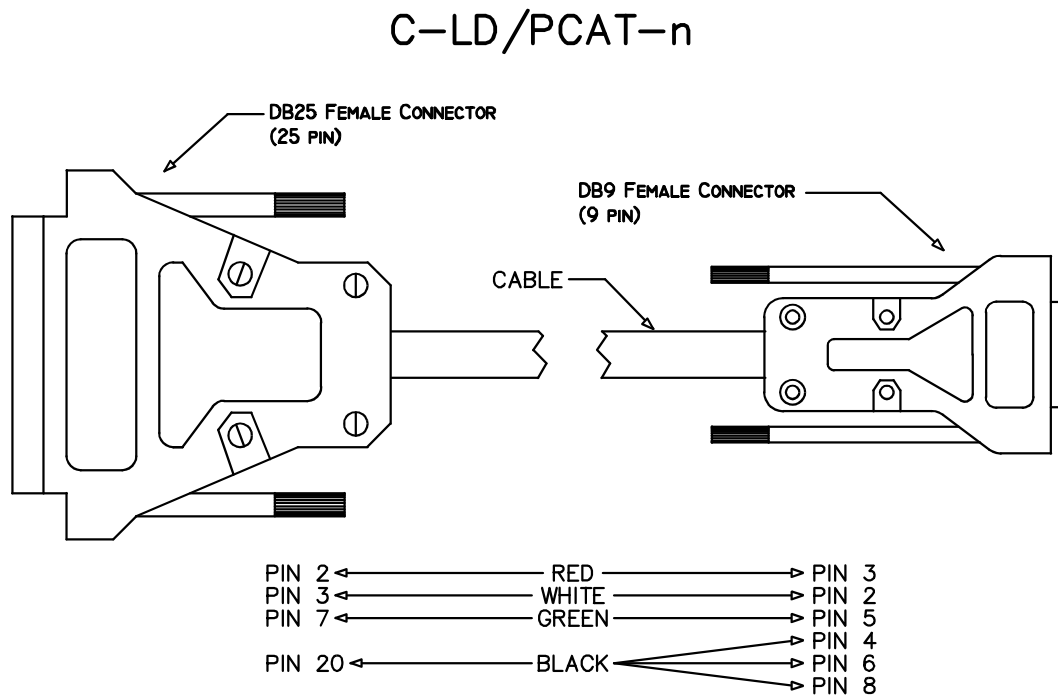 C-LD/PCAT-n
DB25 FEMALE CONNECTOR
(25 PIN)
DB9 FEMALE CONNECTOR
(9 PIN)
CABLE
PIN 2 RED PIN 3
PIN 3 WHITE PIN 2
PIN 7 GREEN PIN 5
PIN 4
PIN 20 BLACK PIN 6
PIN 8